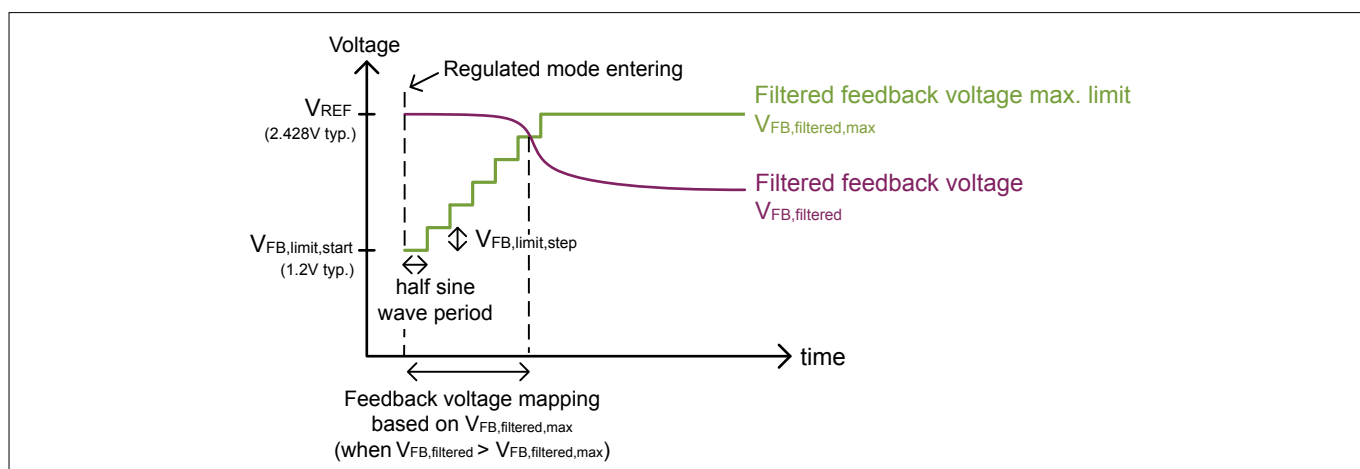 Voltage
Regulated mode entering
VREF
(2.428V typ.)
Filtered feedback voltage max. limit
VFB,filtered,max
Filtered feedback voltage
VFB,filtered
VFB,limit,start
(1.2V typ.)
VFB,limit,step
half sine
wave period
time
Feedback voltage mapping
based on VFB,filtered,max
(when VFB,filtered > VFB,filtered,max)